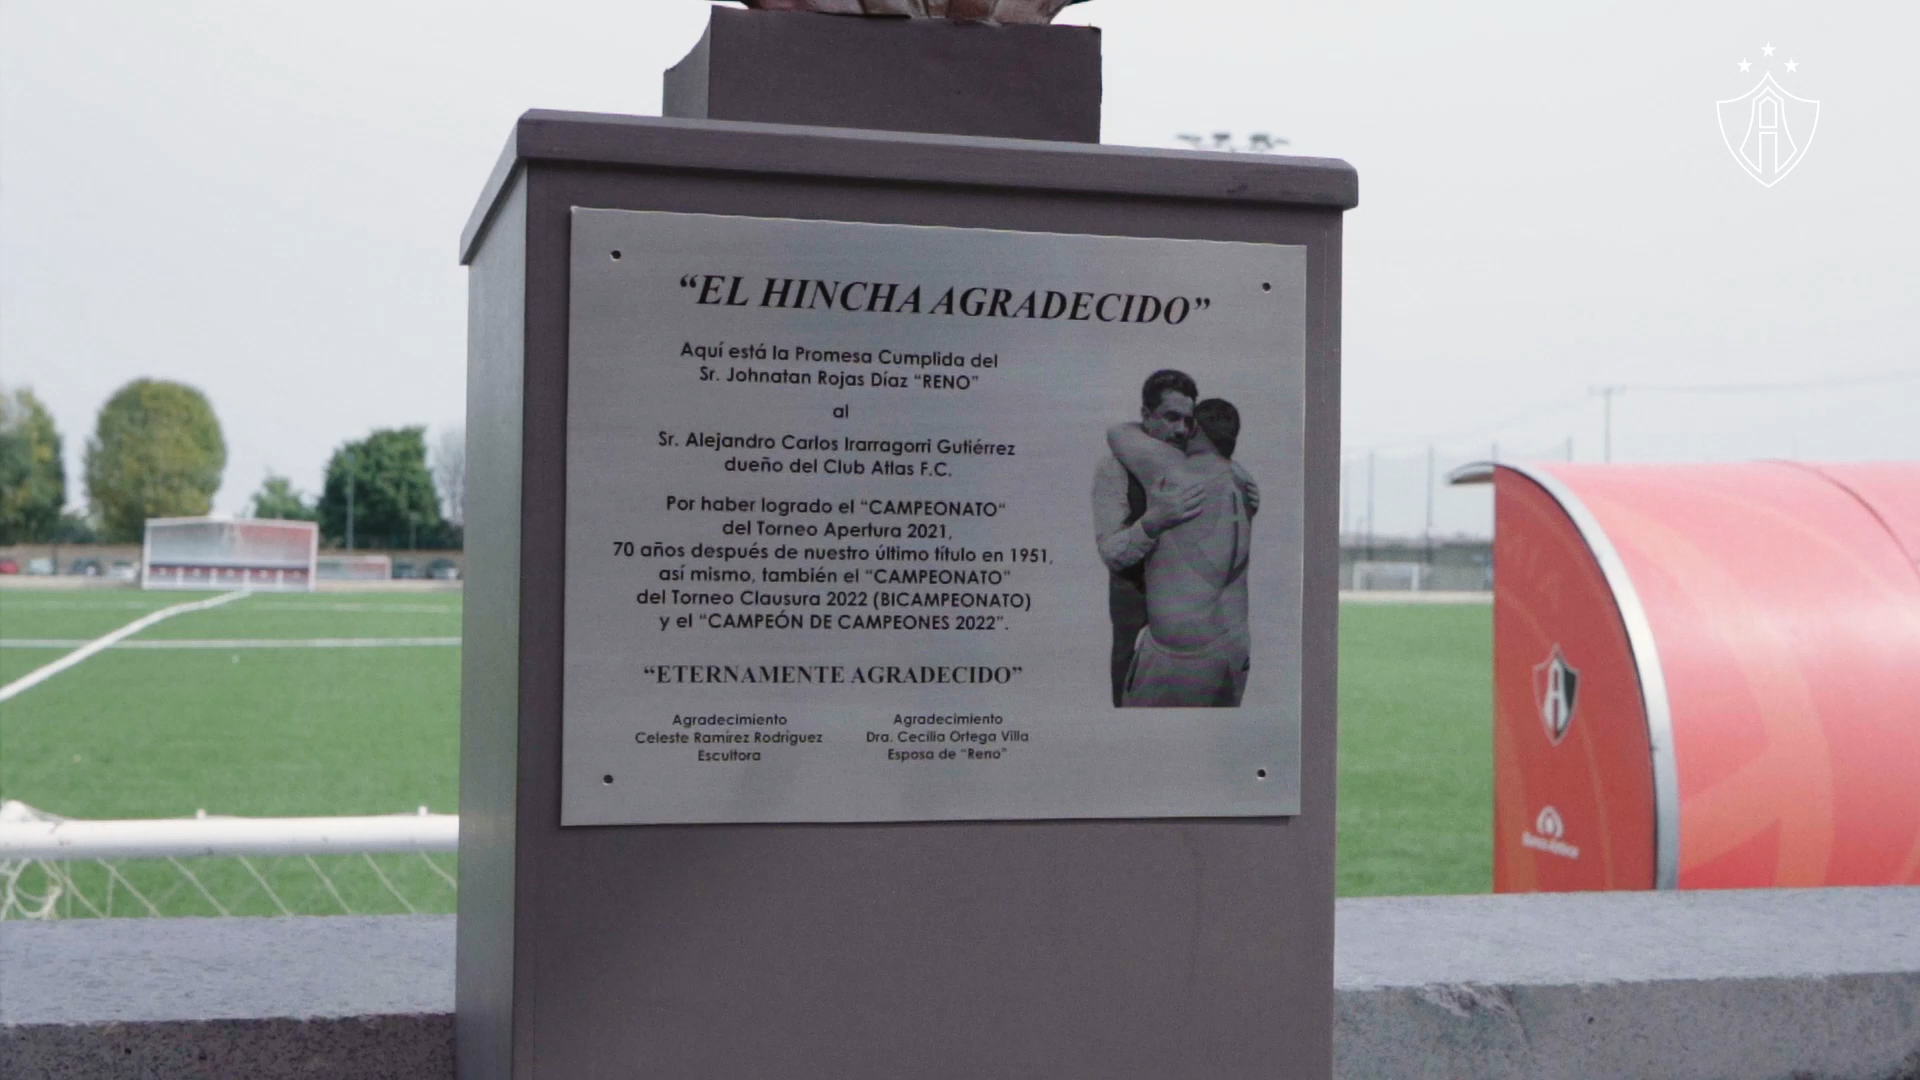 “EL HINCHA AGRADECIDO”
Aquí está la Promesa Cumplida del
Sr. Johnatan Rojas Díaz “RENO”
al
Sr. Alejandro Carlos Irarragorri Gutiérrez
dueño del Club Atlas F.C.
Por haber logrado el “CAMPEONATO“
del Torneo Apertura 2021,
70 años después de nuestro último título en 1951,
así mismo, también el “CAMPEONATO“
del Torneo Clausura 2022 (BICAMPEONATO)
y el “CAMPEÓN DE CAMPEONES 2022”.
“ETERNAMENTE AGRADECIDO”
Agradecimiento
Celeste Ramírez Rodríguez
Escultora
Agradecimiento
Dra. Cecilia Ortega Villa
Esposa de “Reno”